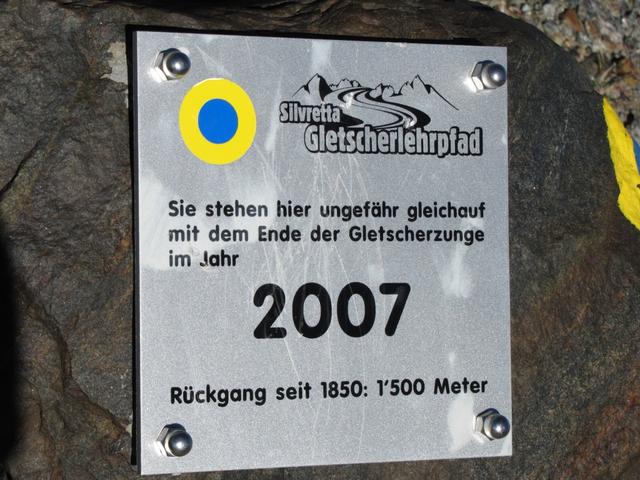 Silvretta
Gletscherlehrpfad
Sie stehen hier ungefähr gleichauf
mit dem Ende der Gletscherzunge
im Jahr
2007
Rückgang seit 1850: 1'500 Meter